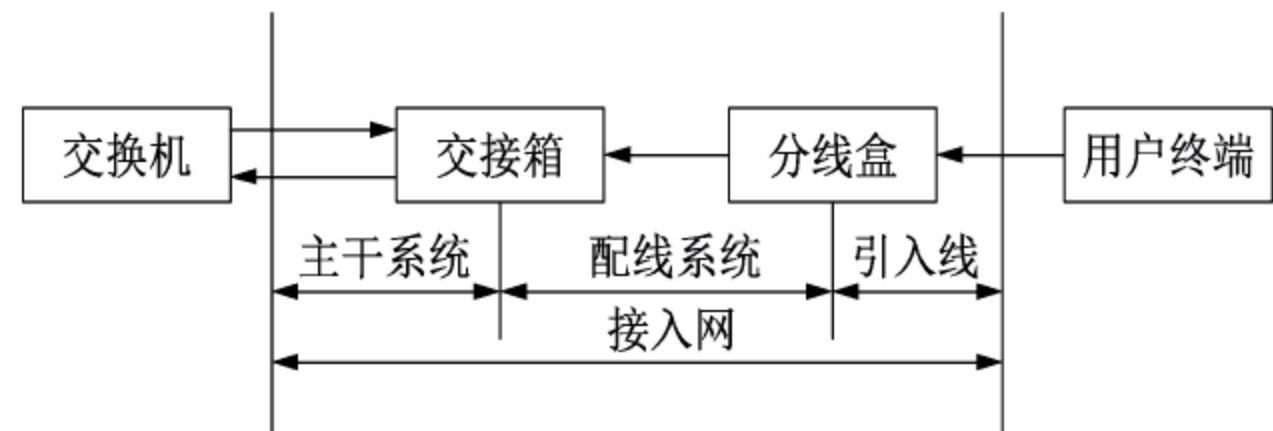 交换机
交接箱
分线盒
用户终端
主干系统
配线系统
引入线
接入网